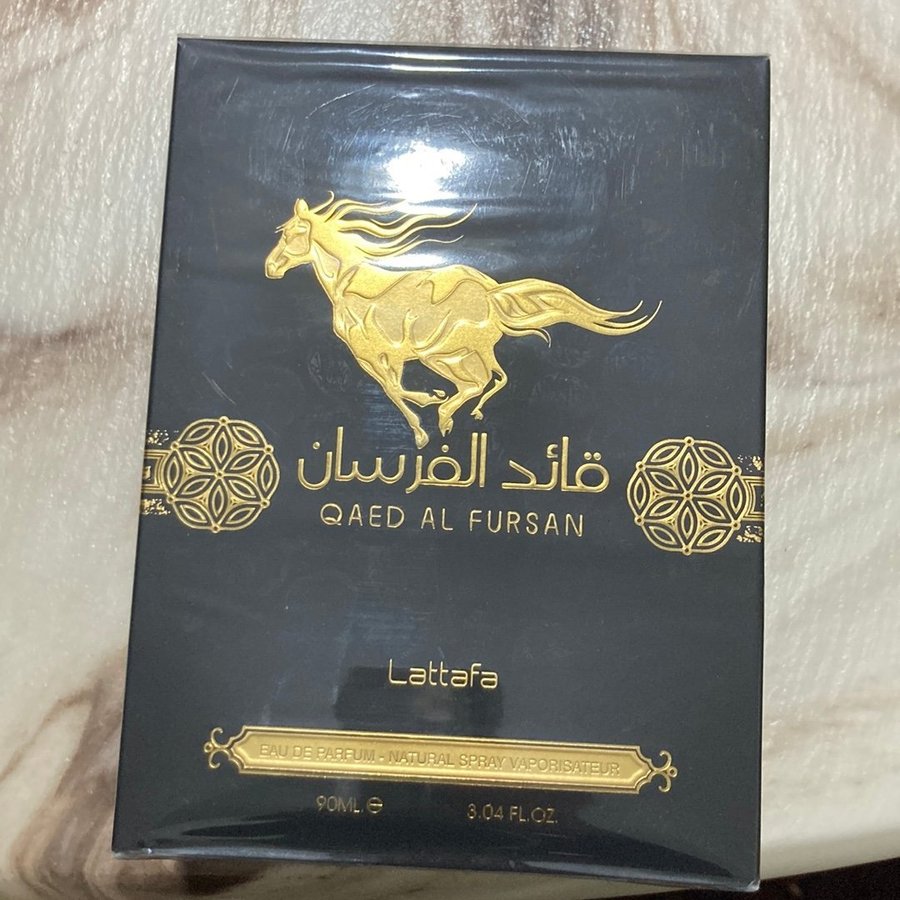 قائد الفرسان
QAED AL FURSAN
Lattafa
EAU DE PARFUM - NATURAL SPRAY VAPORISATEUR
90ML ℮ 3.04 FL.OZ.